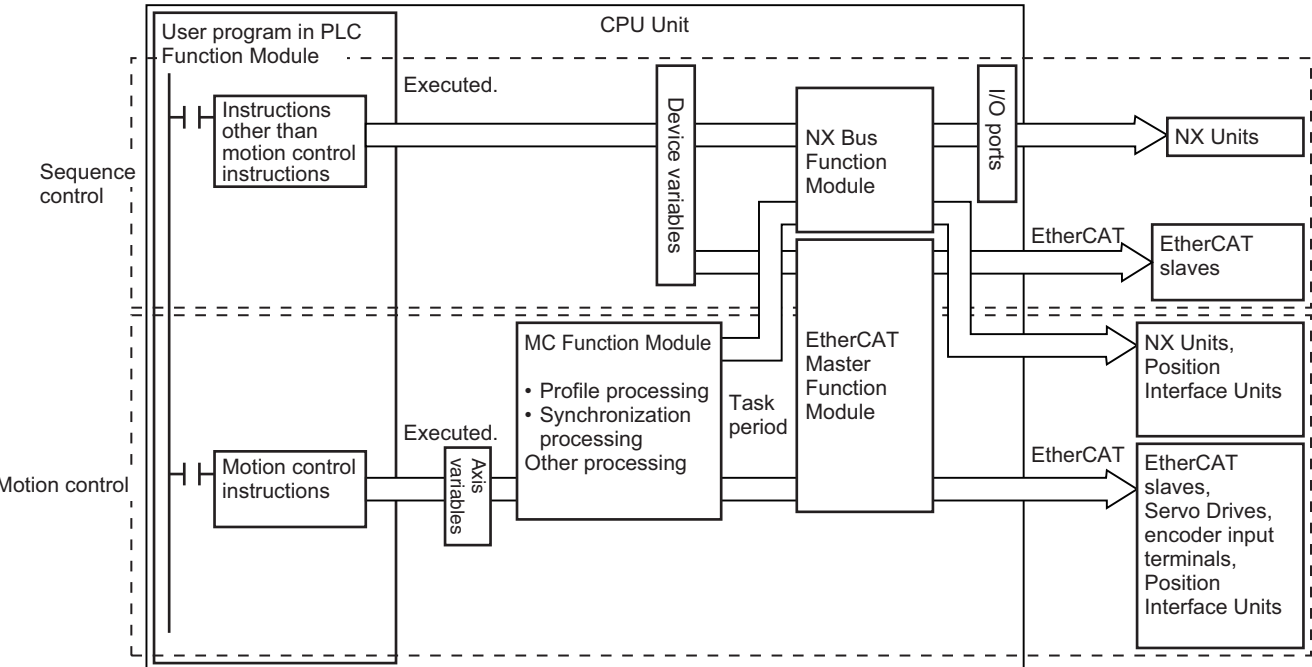 CPU Unit
User program in PLC
Function Module
Executed.
Instructions
other than
motion control
instructions
Device variables
NX Bus
Function
Module
I/O ports
NX Units
Sequence
control
EtherCAT
EtherCAT
slaves
MC Function Module
• Profile processing
• Synchronization
processing
Other processing
Task
period
EtherCAT
Master
Function
Module
NX Units,
Position
Interface Units
Executed.
Motion control
Motion control
instructions
Axis
variables
EtherCAT
EtherCAT
slaves,
Servo Drives,
encoder input
terminals,
Position
Interface Units